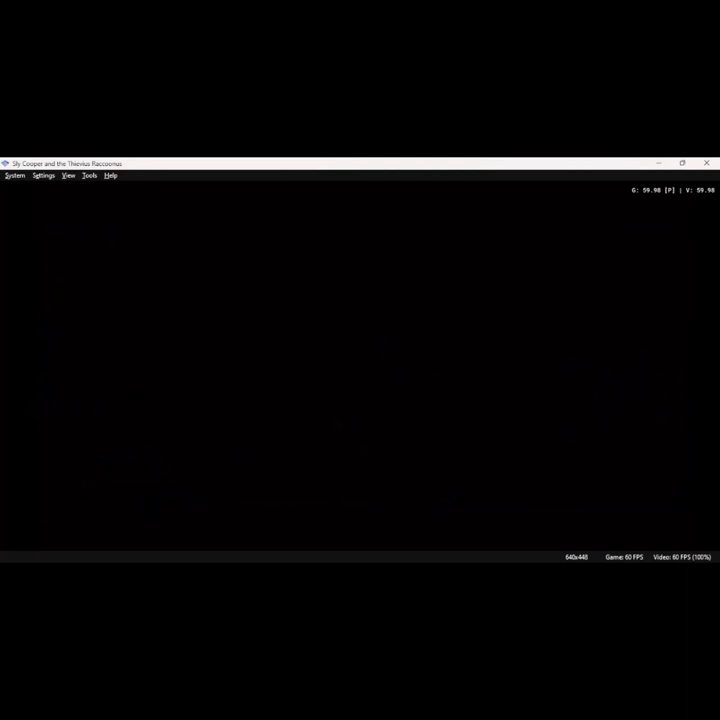 Sly Cooper and the Thievius Raccoonus
System Settings View Tools Help
G: 59.98 [P] | V: 59.98
640x448 Game: 60 FPS Video: 60 FPS (100%)